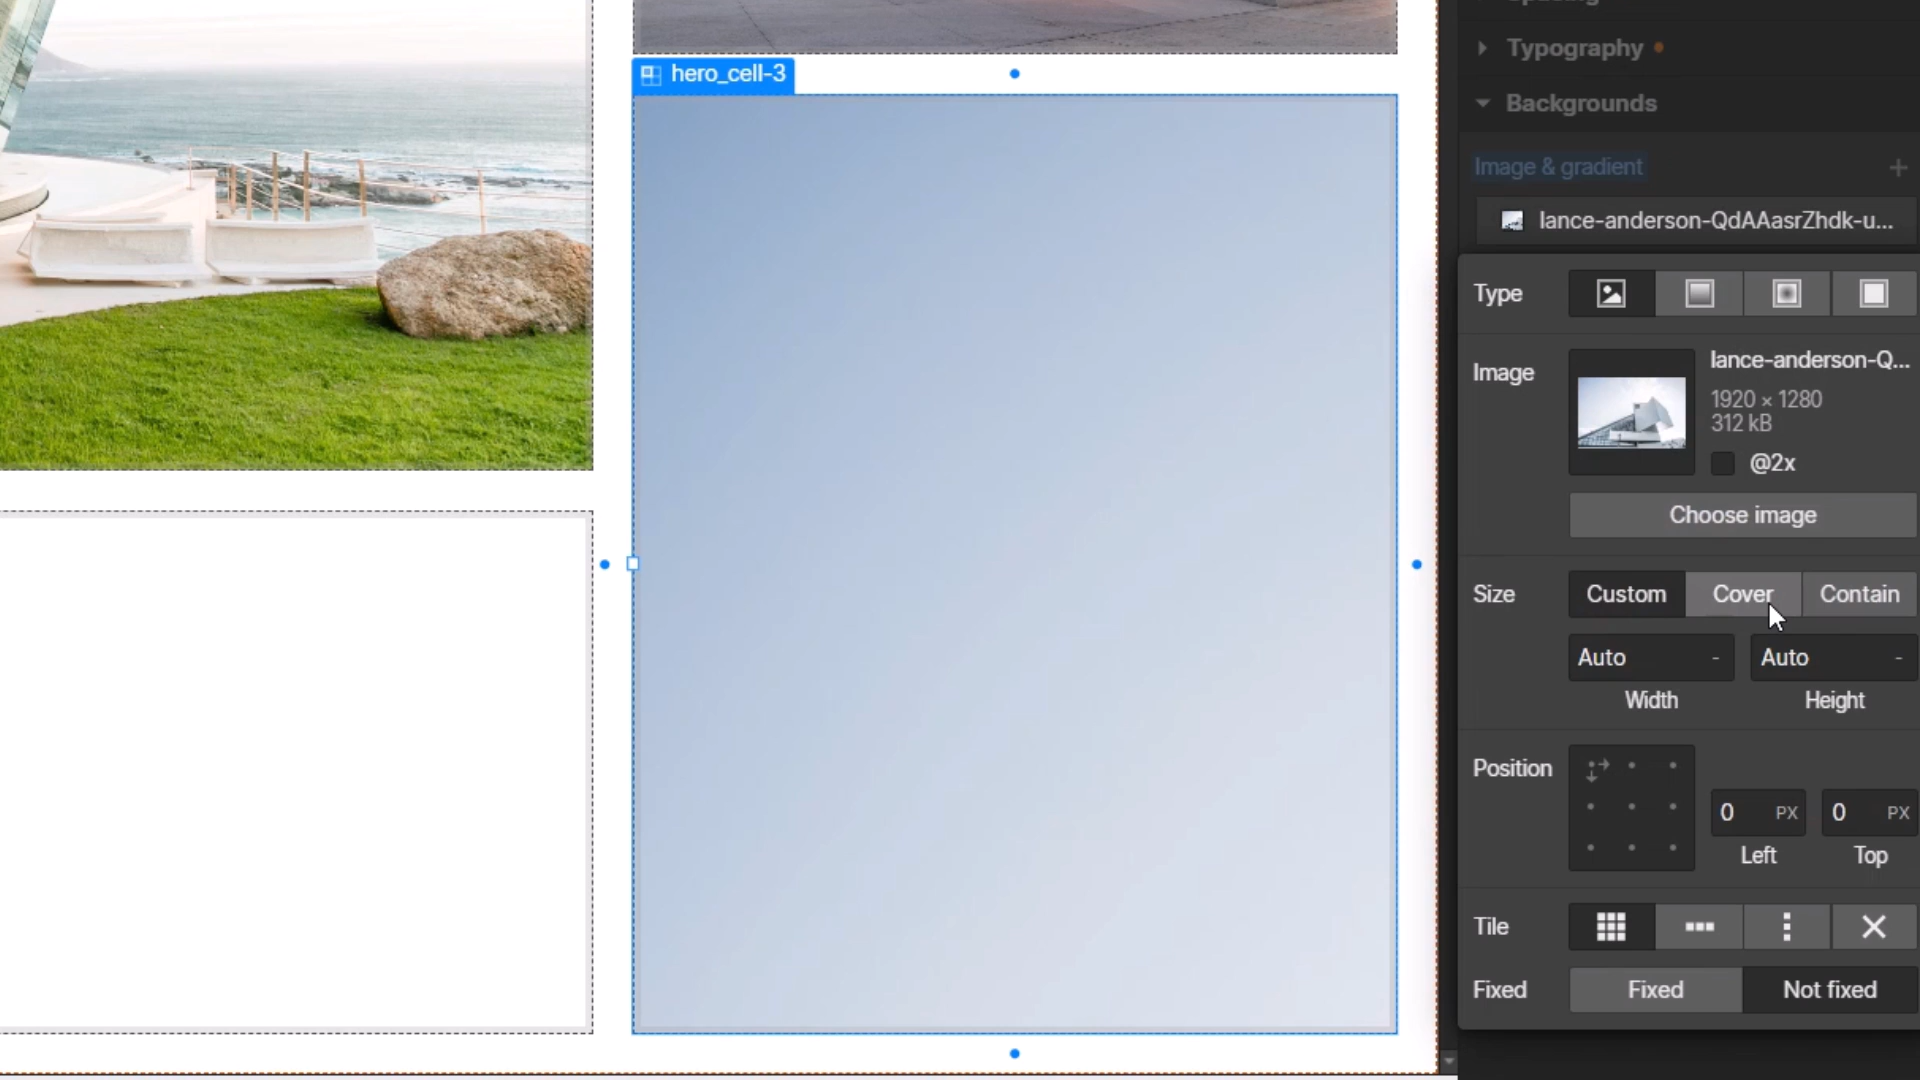 Spacing
Typography
Backgrounds
hero_cell-3
Image & gradient
lance-anderson-QdAAasrZhdk-u...
Type
Image
lance-anderson-Q...
1920 × 1280
312 kB
@2x
Choose image
Size
Custom
Cover
Contain
Auto
-
Auto
-
Width
Height
Position
0
PX
0
PX
Left
Top
Tile
Fixed
Fixed
Not fixed